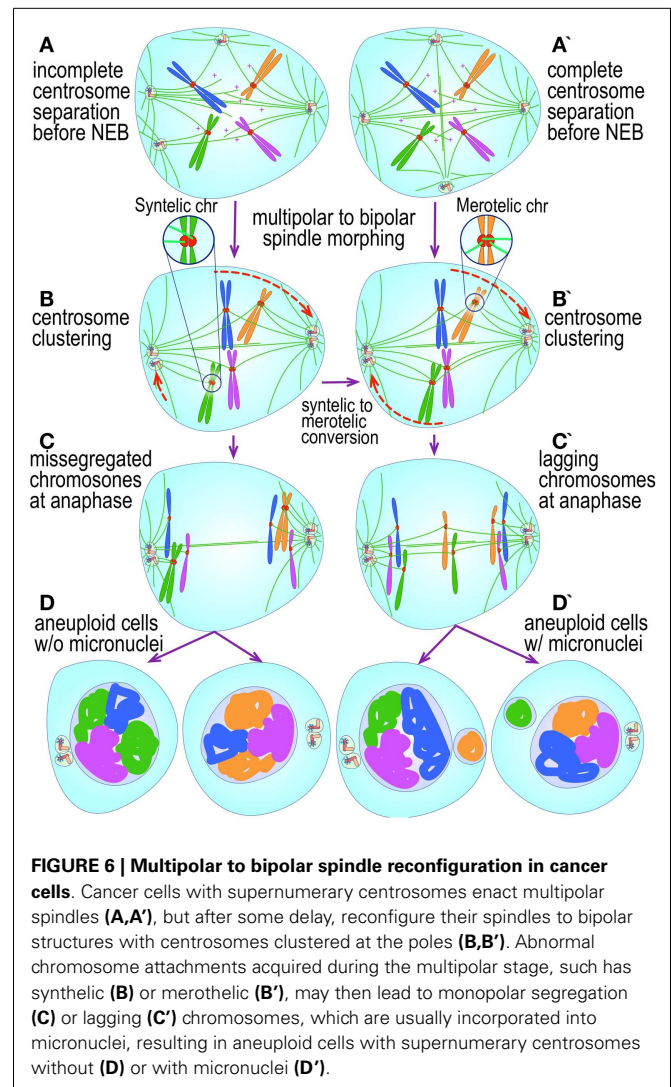 A
incomplete
centrosome
separation
before NEB
A`
complete
centrosome
separation
before NEB
Syntelic chr
multipolar to bipolar
spindle morphing
Merotelic chr
B
centrosome
clustering
B`
centrosome
clustering
syntelic to
merotelic
conversion
C
missegregated
chromosones
at anaphase
C`
lagging
chromosomes
at anaphase
D
aneuploid cells
w/o micronuclei
D`
aneuploid cells
w/ micronuclei
FIGURE 6 | Multipolar to bipolar spindle reconfiguration in cancer
cells. Cancer cells with supernumerary centrosomes enact multipolar
spindles (A,A′), but after some delay, reconfigure their spindles to bipolar
structures with centrosomes clustered at the poles (B,B′). Abnormal
chromosome attachments acquired during the multipolar stage, such has
synthelic (B) or merothelic (B′), may then lead to monopolar segregation
(C) or lagging (C′) chromosomes, which are usually incorporated into
micronuclei, resulting in aneuploid cells with supernumerary centrosomes
without (D) or with micronuclei (D′).